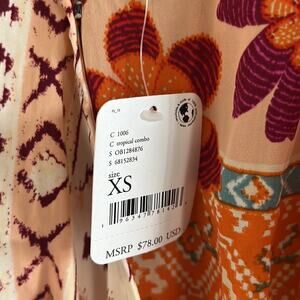 C 1006
C tropical combo
S OB1284876
S 68152834
size
XS
MSRP $78.00 USD